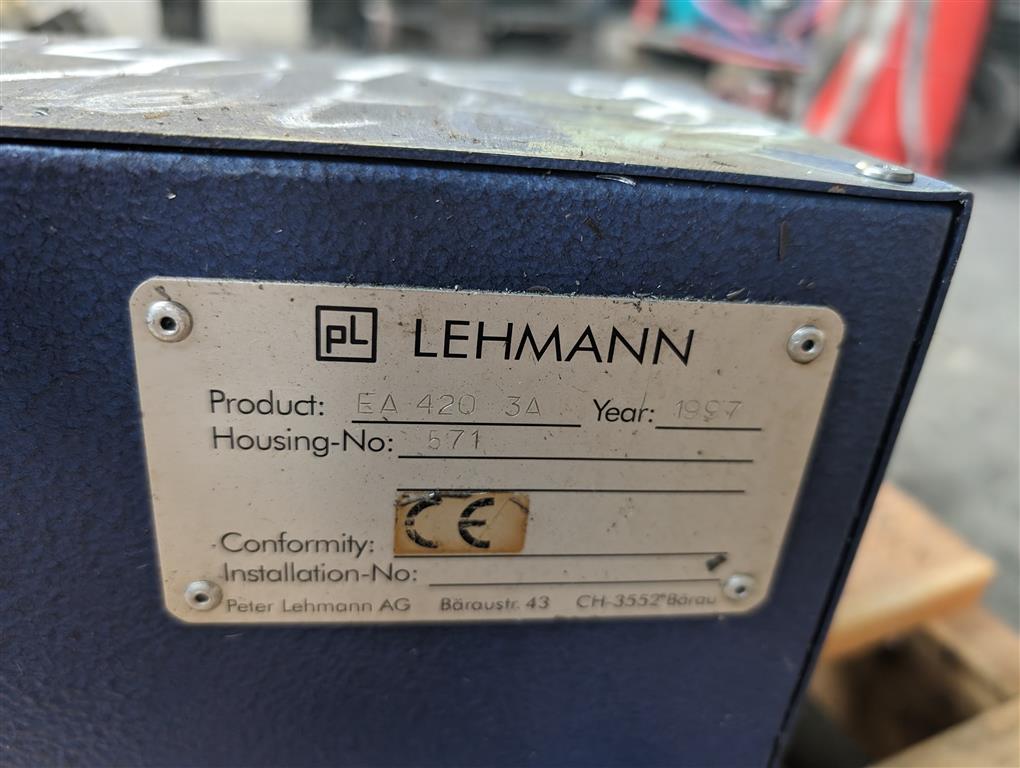 pL LEHMANN
Product: EA 420 3A Year: 1997
Housing-No: 571
CE
Conformity:
Installation-No:
Peter Lehmann AG Bäraustr. 43 CH-3552 Bärau